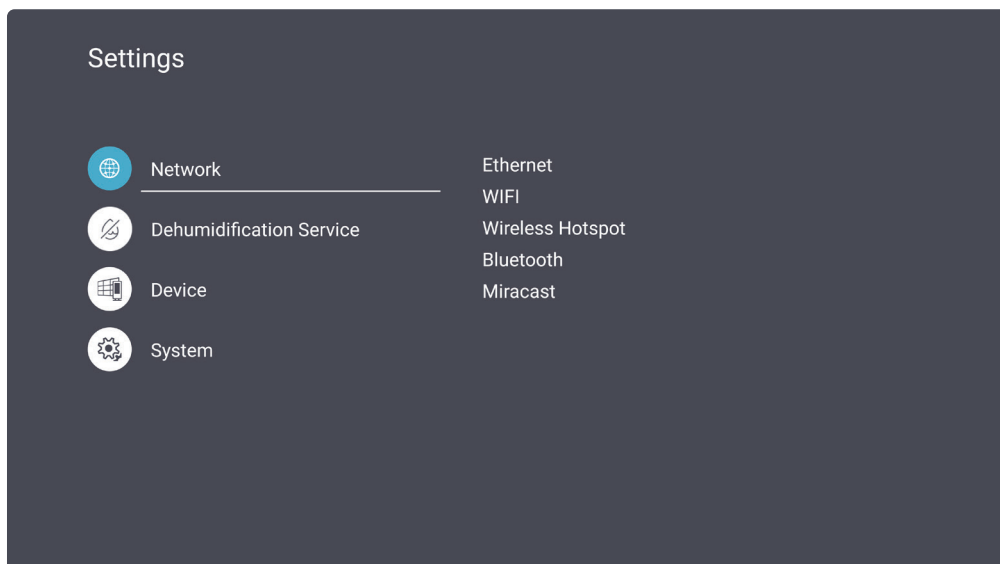 Settings
Network
Dehumidification Service
Device
System
Ethernet
WIFI
Wireless Hotspot
Bluetooth
Miracast